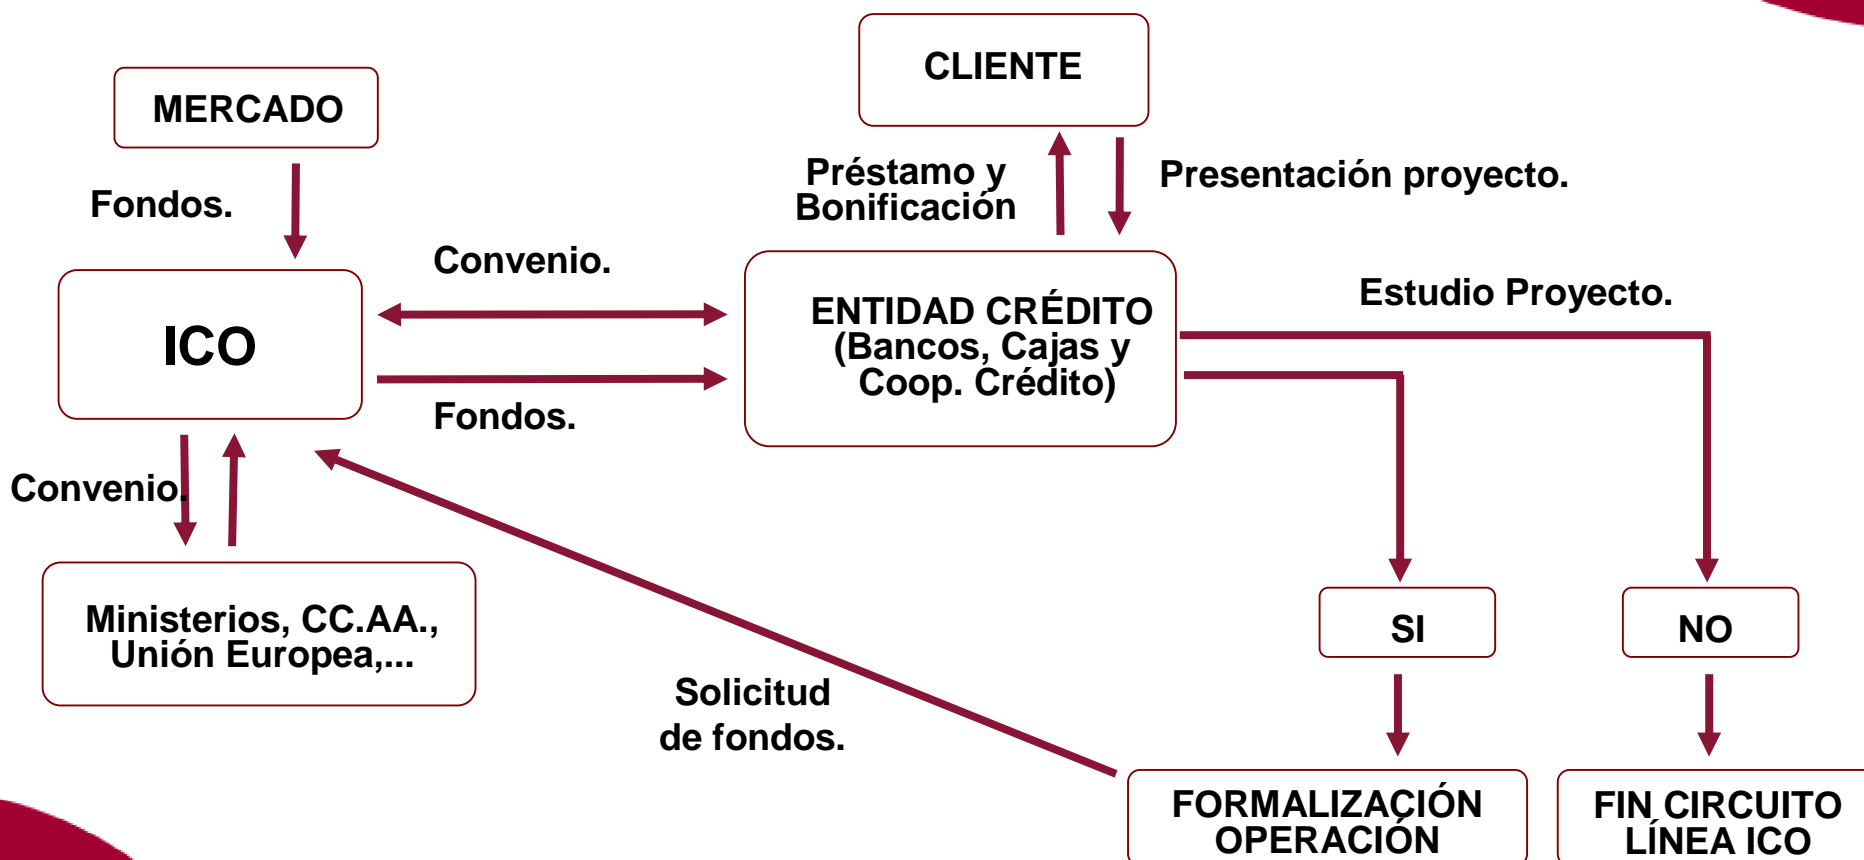 CLIENTE
MERCADO
Préstamo y
Bonificación
Presentación proyecto.
Fondos.
Convenio.
Estudio Proyecto.
ICO
ENTIDAD CRÉDITO
(Bancos, Cajas y
Coop. Crédito)
Fondos.
Convenio.
Ministerios, CC.AA.,
Unión Europea,...
SI
NO
Solicitud
de fondos.
FORMALIZACIÓN
OPERACIÓN
FIN CIRCUITO
LÍNEA ICO